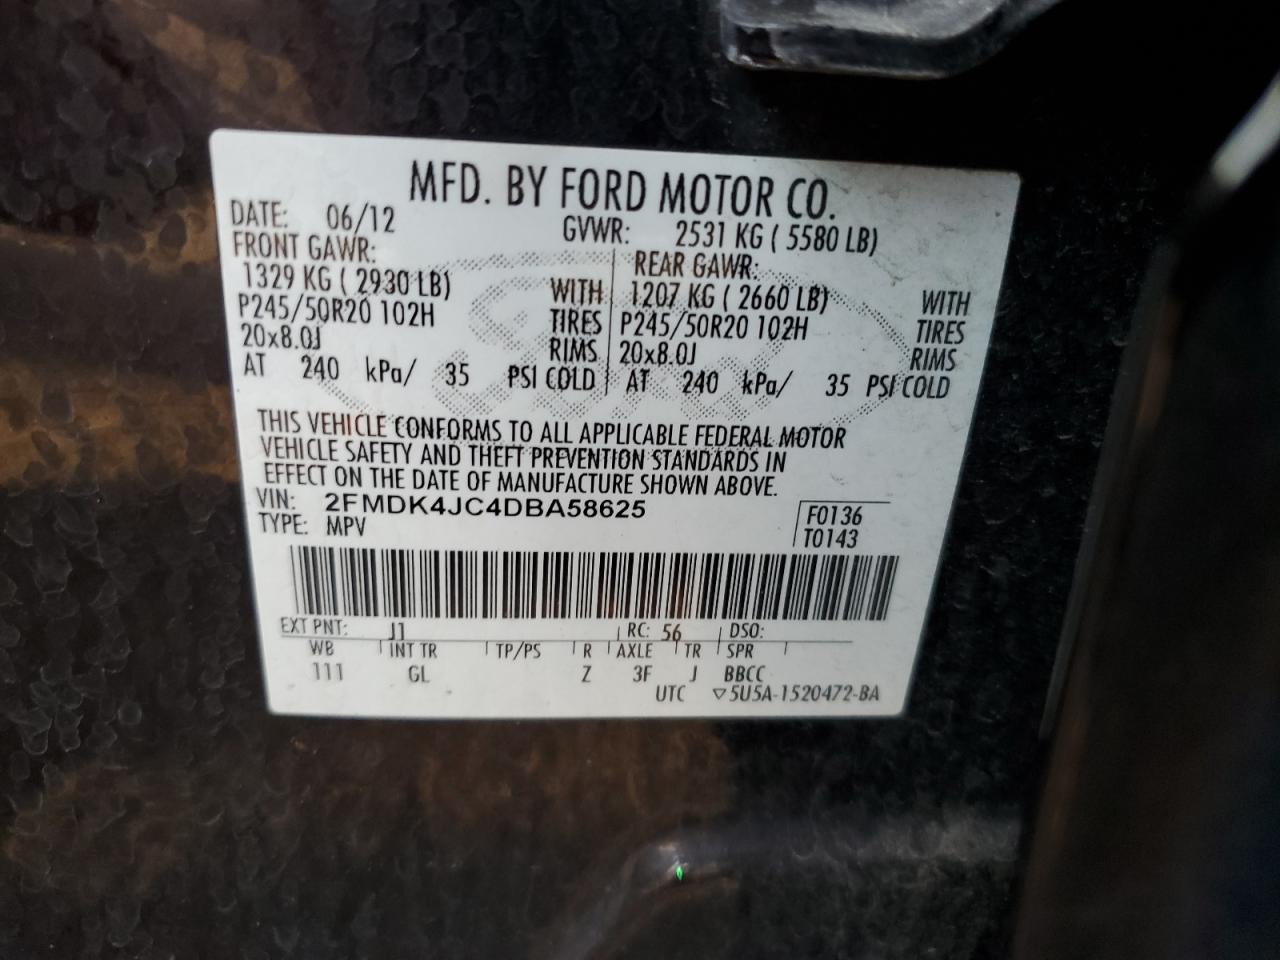 MFD. BY FORD MOTOR CO.
DATE: 06/12 GVWR: 2531 KG ( 5580 LB)
FRONT GAWR: REAR GAWR:
1329 KG ( 2930 LB) WITH 1207 KG ( 2660 LB) WITH
P245/50R20 102H TIRES P245/50R20 102H TIRES
20x8.0J RIMS 20x8.0J RIMS
AT 240 kPa/ 35 PSI COLD AT 240 kPa/ 35 PSI COLD
THIS VEHICLE CONFORMS TO ALL APPLICABLE FEDERAL MOTOR
VEHICLE SAFETY AND THEFT PREVENTION STANDARDS IN
EFFECT ON THE DATE OF MANUFACTURE SHOWN ABOVE.
VIN: 2FMDK4JC4DBA58625 F0136
TYPE: MPV T0143
EXT PNT: J1 RC: 56 DSO:
WB INT TR TP/PS R AXLE TR SPR
111 GL Z 3F J BBCC
UTC ▽5U5A-1520472-BA